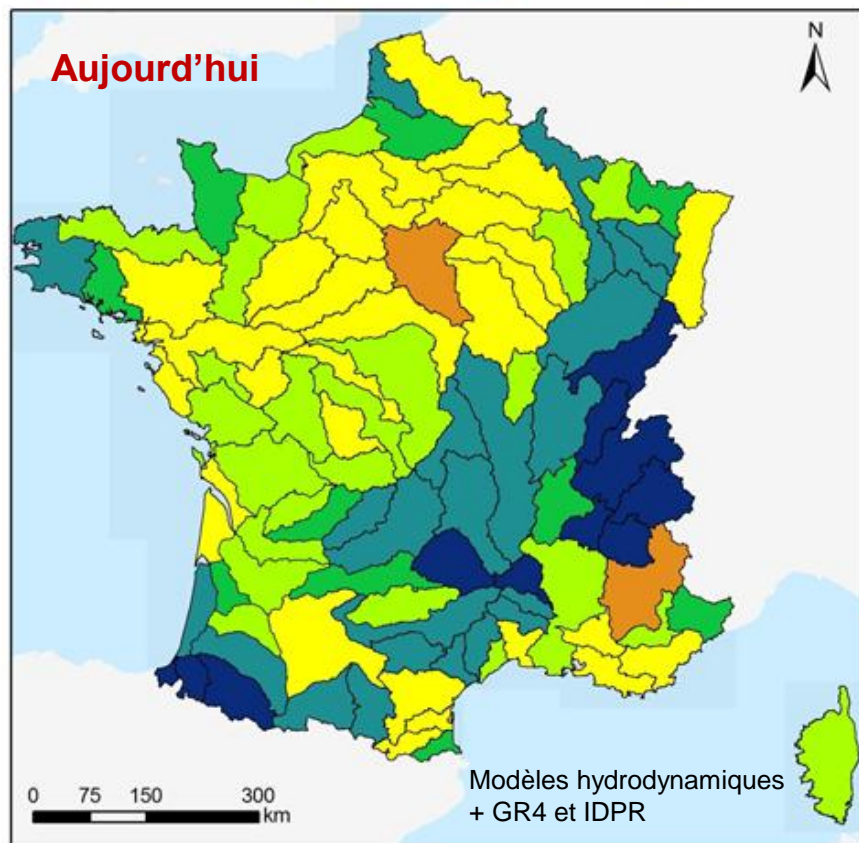 Aujourd'hui
N
Modèles hydrodynamiques
+ GR4 et IDPR
0 75 150 300
km